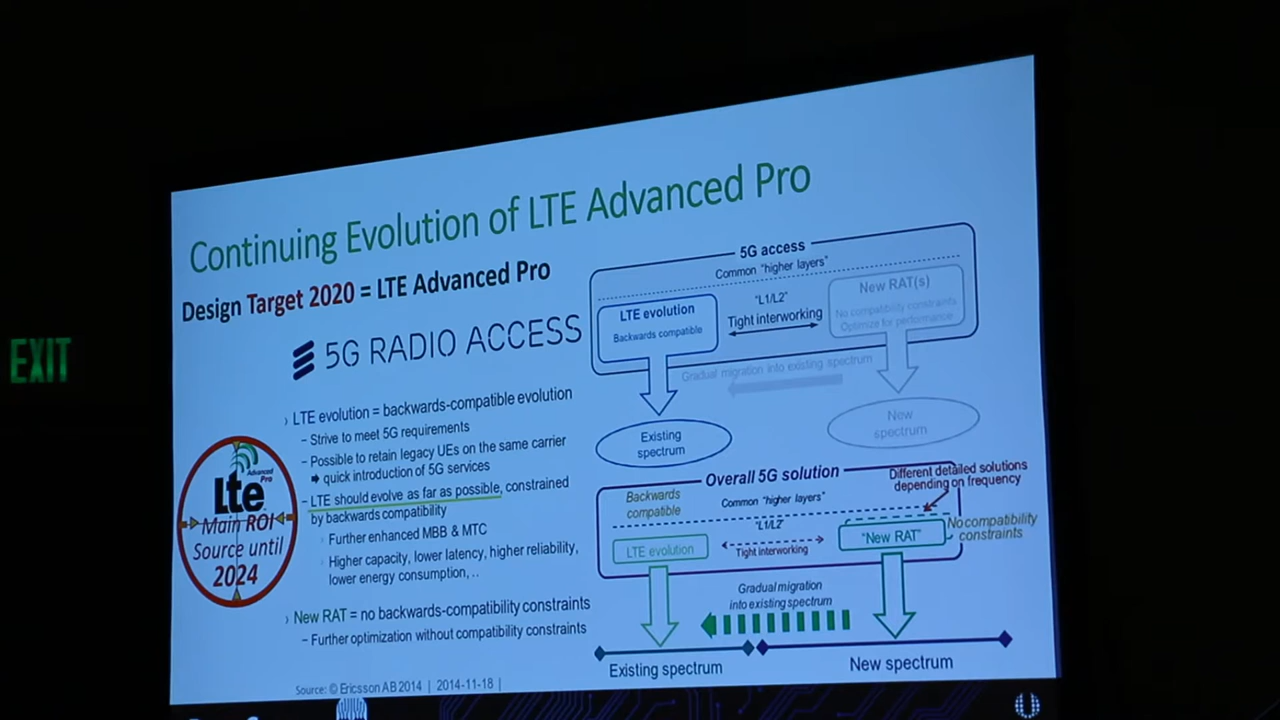 EXIT
Continuing Evolution of LTE Advanced Pro
Design Target 2020 = LTE Advanced Pro
5G RADIO ACCESS
› LTE evolution = backwards-compatible evolution
– Strive to meet 5G requirements
– Possible to retain legacy UEs on the same carrier
➡ quick introduction of 5G services
– LTE should evolve as far as possible, constrained
by backwards compatibility
Further enhanced MBB & MTC
Higher capacity, lower latency, higher reliability,
lower energy consumption, ..
› New RAT = no backwards-compatibility constraints
– Further optimization without compatibility constraints
Advanced
Pro
Lte
Main ROI
Source until
2024
Source: © Ericsson AB 2014 | 2014-11-18 |
5G access
Common "higher layers"
LTE evolution
Backwards compatible
"L1/L2"
Tight interworking
New RAT(s)
No compatibility constraints
Optimize for performance
Gradual migration into existing spectrum
Existing
spectrum
New
spectrum
Overall 5G solution
Different detailed solutions
depending on frequency
Backwards
compatible
Common "higher layers"
"L1/L2"
Tight interworking
LTE evolution
"New RAT"
No compatibility
constraints
Gradual migration
into existing spectrum
Existing spectrum
New spectrum